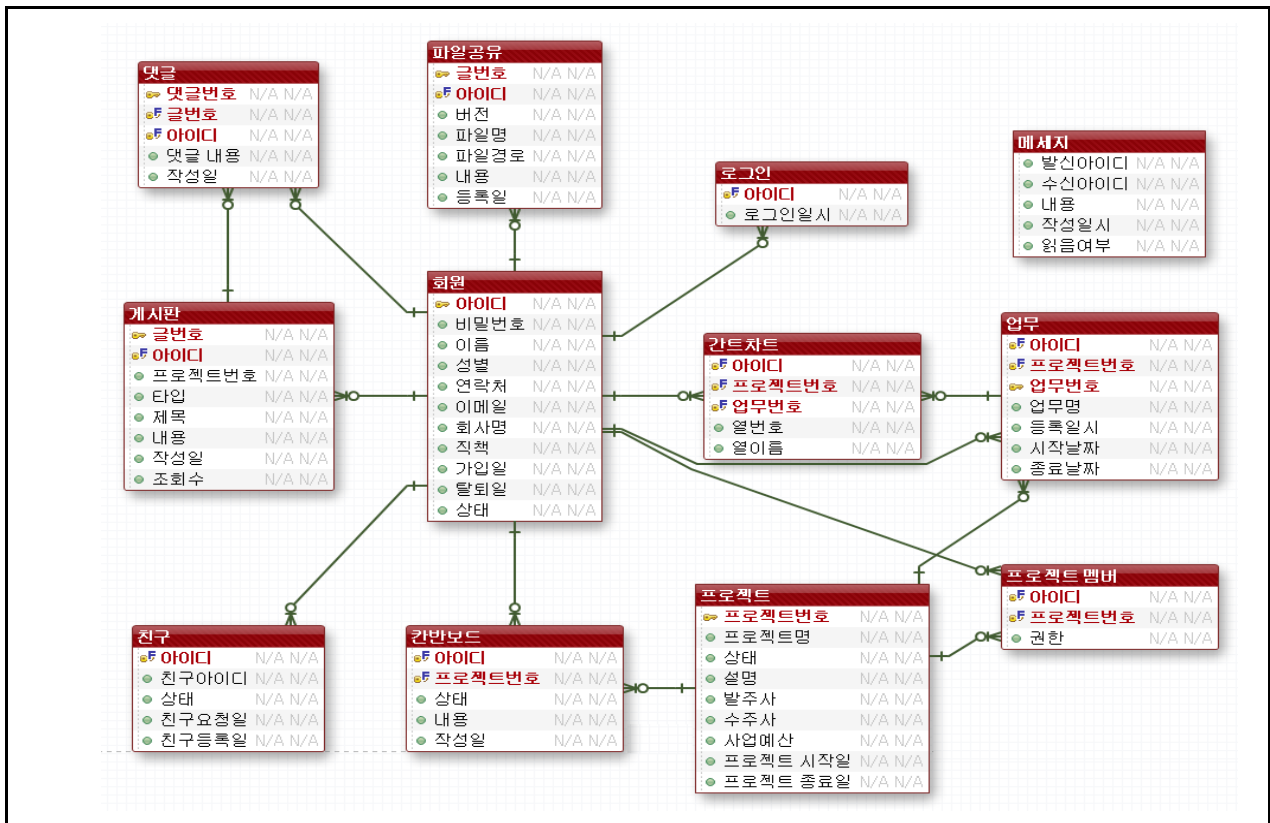 댓글
댓글번호 N/A N/A
글번호 N/A N/A
아이디 N/A N/A
댓글 내용 N/A N/A
작성일 N/A N/A
파일공유
글번호 N/A N/A
아이디 N/A N/A
버전 N/A N/A
파일명 N/A N/A
파일경로 N/A N/A
내용 N/A N/A
등록일 N/A N/A
로그인
아이디 N/A N/A
로그인일시 N/A N/A
메세지
발신아이디 N/A N/A
수신아이디 N/A N/A
내용 N/A N/A
작성일시 N/A N/A
읽음여부 N/A N/A
게시판
글번호 N/A N/A
아이디 N/A N/A
프로젝트번호 N/A N/A
타입 N/A N/A
제목 N/A N/A
내용 N/A N/A
작성일 N/A N/A
조회수 N/A N/A
회원
아이디 N/A N/A
비밀번호 N/A N/A
이름 N/A N/A
성별 N/A N/A
연락처 N/A N/A
이메일 N/A N/A
회사명 N/A N/A
직책 N/A N/A
가입일 N/A N/A
탈퇴일 N/A N/A
상태 N/A N/A
간트차트
아이디 N/A N/A
프로젝트번호 N/A N/A
업무번호 N/A N/A
열번호 N/A N/A
열이름 N/A N/A
업무
아이디 N/A N/A
프로젝트번호 N/A N/A
업무번호 N/A N/A
업무명 N/A N/A
등록일시 N/A N/A
시작날짜 N/A N/A
종료날짜 N/A N/A
친구
아이디 N/A N/A
친구아이디 N/A N/A
상태 N/A N/A
친구요청일 N/A N/A
친구등록일 N/A N/A
칸반보드
아이디 N/A N/A
프로젝트번호 N/A N/A
상태 N/A N/A
내용 N/A N/A
작성일 N/A N/A
프로젝트
프로젝트번호 N/A N/A
프로젝트명 N/A N/A
상태 N/A N/A
설명 N/A N/A
발주사 N/A N/A
수주사 N/A N/A
사업예산 N/A N/A
프로젝트 시작일 N/A N/A
프로젝트 종료일 N/A N/A
프로젝트 멤버
아이디 N/A N/A
프로젝트번호 N/A N/A
권한 N/A N/A